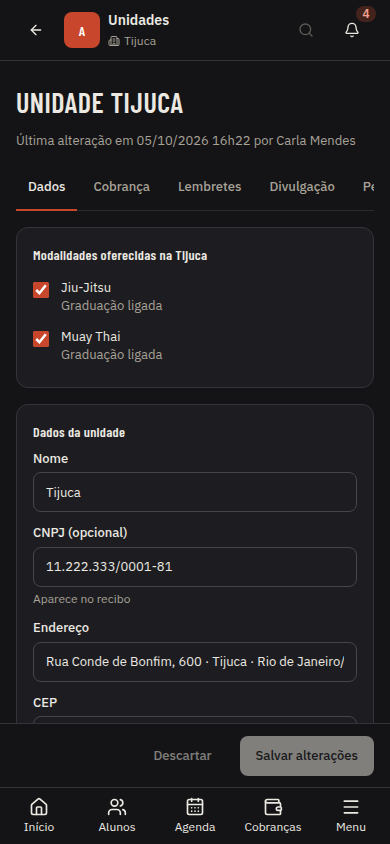 A
Unidades
Tijuca
4
UNIDADE TIJUCA
Última alteração em 05/10/2026 16h22 por Carla Mendes
Dados Cobrança Lembretes Divulgação Pe
Modalidades oferecidas na Tijuca
Jiu-Jitsu
Graduação ligada
Muay Thai
Graduação ligada
Dados da unidade
Nome
Tijuca
CNPJ (opcional)
11.222.333/0001-81
Aparece no recibo
Endereço
Rua Conde de Bonfim, 600 · Tijuca · Rio de Janeiro/
CEP
Descartar Salvar alterações
Início Alunos Agenda Cobranças Menu